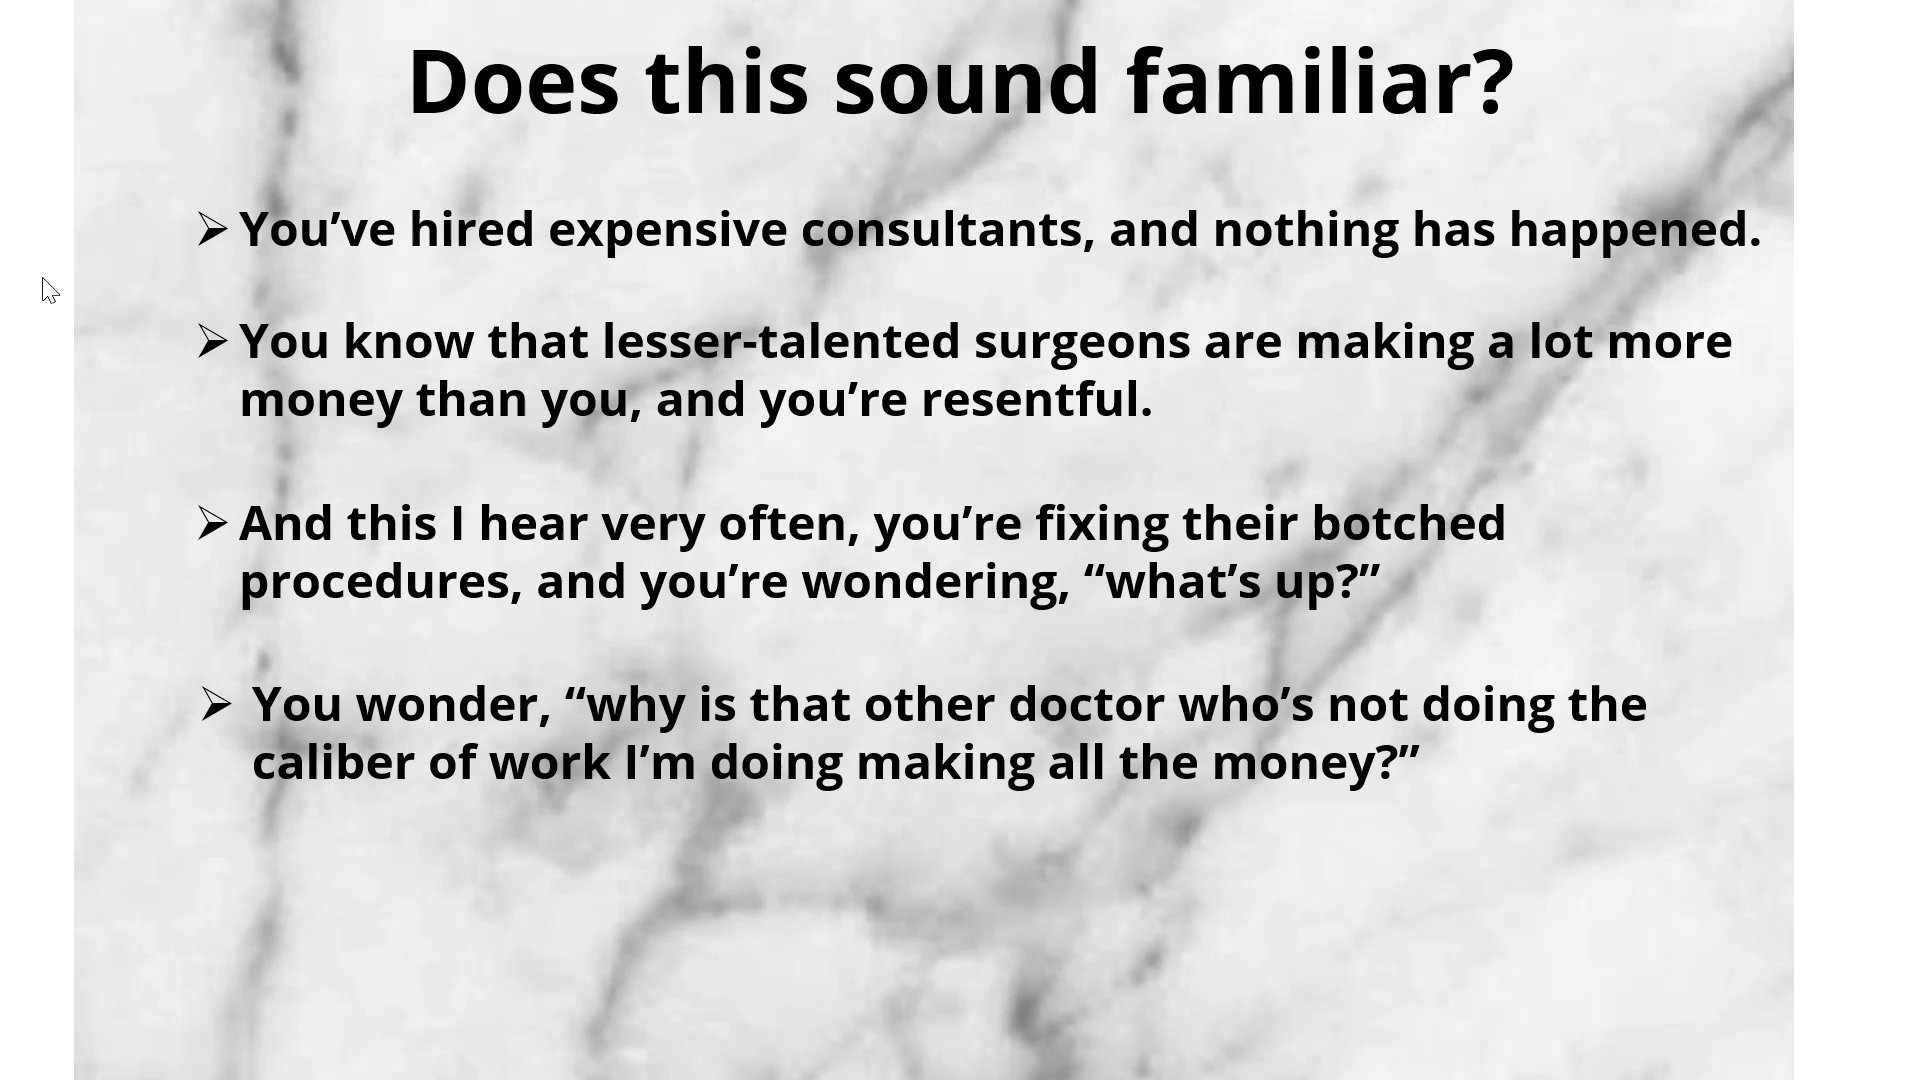 Does this sound familiar?
➢ You’ve hired expensive consultants, and nothing has happened.
➢ You know that lesser-talented surgeons are making a lot more
money than you, and you’re resentful.
➢ And this I hear very often, you’re fixing their botched
procedures, and you’re wondering, “what’s up?”
➢ You wonder, “why is that other doctor who’s not doing the
caliber of work I’m doing making all the money?”